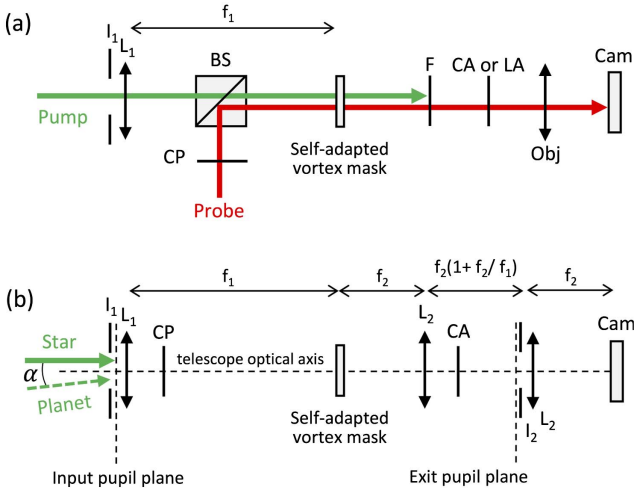 (a)
f₁
I₁
L₁
BS
F
CA or LA
Cam
Pump
CP
Self-adapted
vortex mask
Obj
Probe
(b)
f₁
f₂
f₂(1+ f₂/ f₁)
f₂
I₁
L₁
CP
L₂
CA
Cam
Star
telescope optical axis
α
Planet
Self-adapted
vortex mask
L₂
I₂
Input pupil plane
Exit pupil plane